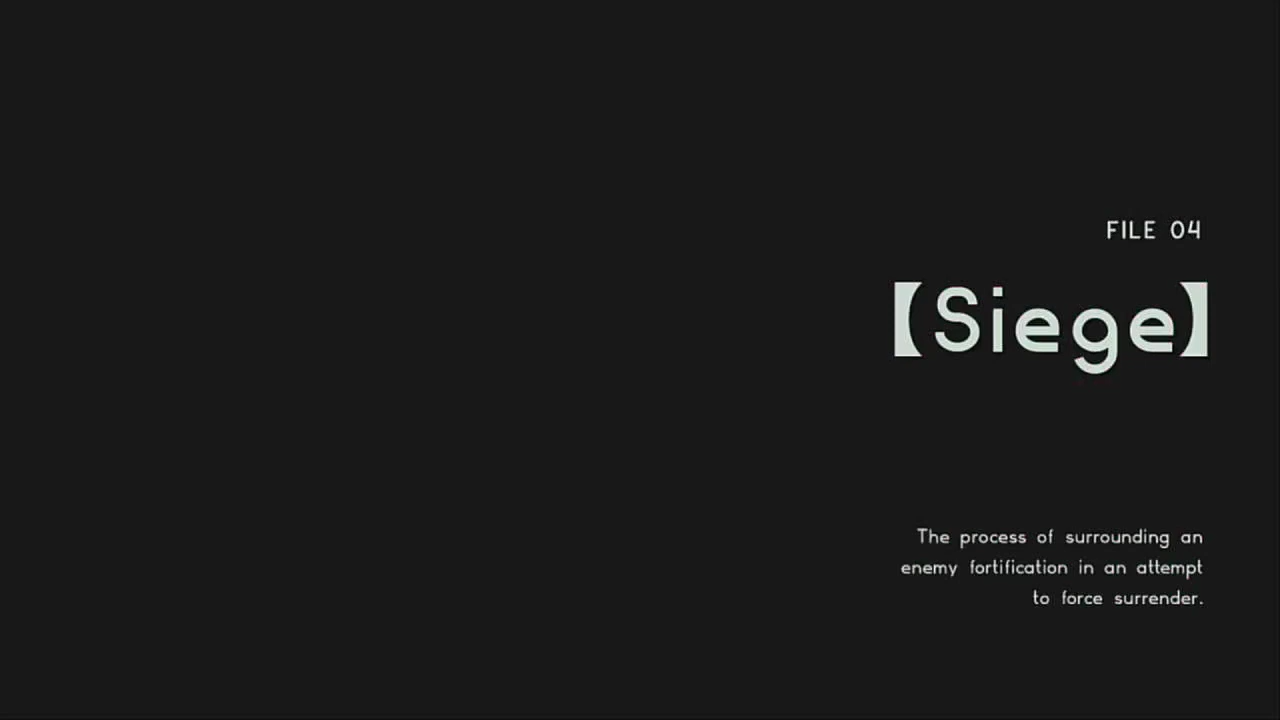 FILE 04
【Siege】
The process of surrounding an
enemy fortification in an attempt
to force surrender.